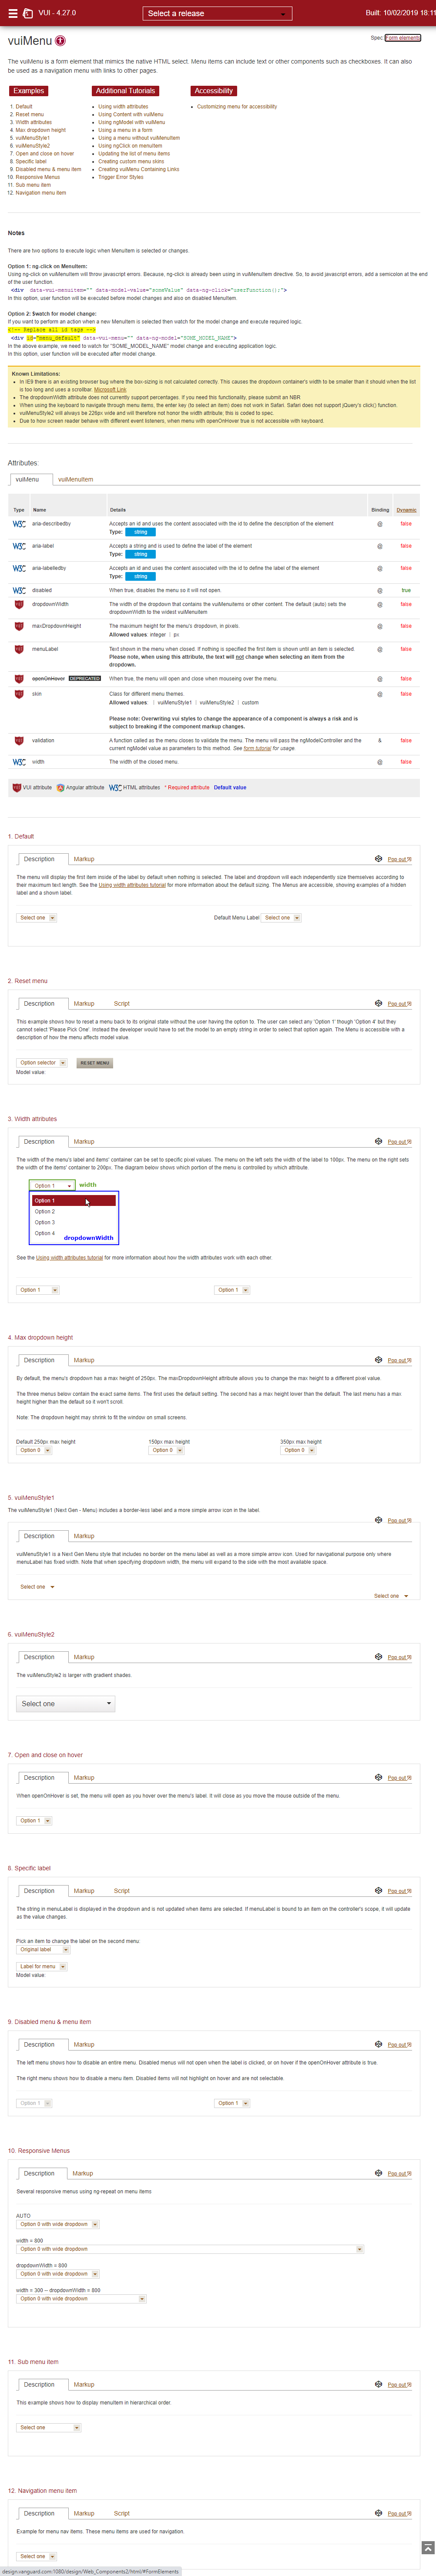 VUI - 4.27.0
Select a release
Built: 10/02/2019 18:11
vuiMenu
Spec: Form elements
The vuiMenu is a form element that mimics the native HTML select. Menu items can include text or other components such as checkboxes. It can also
be used as a navigation menu with links to other pages.
Examples
1. Default
2. Reset menu
3. Width attributes
4. Max dropdown height
5. vuiMenuStyle1
6. vuiMenuStyle2
7. Open and close on hover
8. Specific label
9. Disabled menu & menu item
10. Responsive Menus
11. Sub menu item
12. Navigation menu item
Additional Tutorials
Using width attributes
Using Content with vuiMenu
Using ngModel with vuiMenu
Using a menu in a form
Using a menu without vuiMenuItem
Using ngClick on menuItem
Updating the list of menu items
Creating custom menu skins
Creating vuiMenu Containing Links
Trigger Error Styles
Accessibility
Customizing menu for accessibility
Notes
There are two options to execute logic when MenuItem is selected or changes.
Option 1: ng-click on MenuItem:
Using ng-click on vuiMenuItem will throw javascript errors. Because, ng-click is already been using in vuiMenuItem directive. So, to avoid javascript errors, add a semicolon at the end
of the user function.
<div data-vui-menuitem="" data-model-value="someValue" data-ng-click="userFunction();">
In this option, user function will be executed before model changes and also on disabled MenuItem.
Option 2: $watch for model change:
If you want to perform an action when a new MenuItem is selected then watch for the model change and execute required logic.
<!-- Replace all id tags -->
<div id="menu_default" data-vui-menu="" data-ng-model="SOME_MODEL_NAME">
In the above example, we need to watch for "SOME_MODEL_NAME" model change and executing application logic.
In this option, user function will be executed after model change.
Known Limitations:
In IE9 there is an existing browser bug where the box-sizing is not calculated correctly. This causes the dropdown container's width to be smaller than it should when the list
is too long and uses a scrollbar. Microsoft Link
The dropdownWidth attribute does not currently support percentages. If you need this functionality, please submit an NBR.
When using the keyboard to navigate through menu items, the enter key (to select an item) does not work in Safari. Safari does not support jQuery's click() function.
vuiMenuStyle2 will always be 228px wide and will therefore not honor the width attribute; this is coded to spec.
Due to how screen reader behave with different event listeners, when menu with openOnHover true is not accessible with keyboard.
Attributes:
vuiMenu
vuiMenuItem
Type Name Details Binding Dynamic
W3C aria-describedby Accepts an id and uses the content associated with the id to define the description of the element @ false
Type: string
W3C aria-label Accepts a string and is used to define the label of the element @ false
Type: string
W3C aria-labelledby Accepts an id and uses the content associated with the id to define the label of the element @ false
Type: string
W3C disabled When true, disables the menu so it will not open. @ true
dropdownWidth The width of the dropdown that contains the vuiMenuItems or other content. The default (auto) sets the @ false
dropdownWidth to the widest vuiMenuItem
maxDropdownHeight The maximum height for the menu's dropdown, in pixels. @ false
Allowed values: integer | px
menuLabel Text shown in the menu when closed. If nothing is specified the first item is shown until an item is selected. @ false
Please note, when using this attribute, the text will not change when selecting an item from the
dropdown.
openOnHover DEPRECATED When true, the menu will open and close when mousing over the menu. @ false
skin Class for different menu themes. @ false
Allowed values: | vuiMenuStyle1 | vuiMenuStyle2 | custom
Please note: Overwriting vui styles to change the appearance of a component is always a risk and is
subject to breaking if the component markup changes.
validation A function called as the menu closes to validate the menu. The menu will pass the ngModelController and the & false
current ngModel value as parameters to this method. See form tutorial for usage.
W3C width The width of the closed menu. @ false
VUI attribute Angular attribute W3C HTML attributes * Required attribute Default value
1. Default
Description Markup Pop out
The menu will display the first item inside of the label by default when nothing is selected. The label and dropdown will each independently size themselves according to
their maximum text length. See the Using width attributes tutorial for more information about the default sizing. The Menus are accessible, showing examples of a hidden
label and a shown label.
Select one
Default Menu Label: Select one
2. Reset menu
Description Markup Script Pop out
This example shows how to reset a menu back to its original state without the user having the option to. The user can select any 'Option 1' though 'Option 4' but they
cannot select 'Please Pick One'. Instead the developer would have to set the model to an empty string in order to select that option again. The Menu is accessible with a
description of how the menu affects model value.
Option selector RESET MENU
Model value:
3. Width attributes
Description Markup Pop out
The width of the menu's label and items' container can be set to specific pixel values. The menu on the left sets the width of the label to 100px. The menu on the right sets
the width of the items' container to 200px. The diagram below shows which portion of the menu is controlled by which attribute.
Option 1 width
Option 1
Option 2
Option 3
Option 4
dropdownWidth
See the Using width attributes tutorial for more information about how the width attributes work with each other.
Option 1 Option 1
4. Max dropdown height
Description Markup Pop out
By default, the menu's dropdown has a max height of 250px. The maxDropdownHeight attribute allows you to change the max height to a different pixel value.
The three menus below contain the exact same items. The first uses the default setting. The second has a max height lower than the default. The last menu has a max
height higher than the default so it won't scroll.
Note: The dropdown height may shrink to fit the window on small screens.
Default 250px max height 150px max height 350px max height
Option 0 Option 0 Option 0
5. vuiMenuStyle1
The vuiMenuStyle1 (Next Gen - Menu) includes a border-less label and a more simple arrow icon in the label.
Pop out
Description Markup
vuiMenuStyle1 is a Next Gen Menu style that includes no border on the menu label as well as a more simple arrow icon. Used for navigational purpose only where
menuLabel has fixed width. Note that when specifying dropdown width, the menu will expand to the side with the most available space.
Select one
Select one
6. vuiMenuStyle2
Description Markup Pop out
The vuiMenuStyle2 is larger with gradient shades.
Select one
7. Open and close on hover
Description Markup Pop out
When openOnHover is set, the menu will open as you hover over the menu's label. It will close as you move the mouse outside of the menu.
Option 1
8. Specific label
Description Markup Script Pop out
The string in menuLabel is displayed in the dropdown and is not updated when items are selected. If menuLabel is bound to an item on the controller's scope, it will update
as the value changes.
Pick an item to change the label on the second menu:
Original label
Label for menu
Model value:
9. Disabled menu & menu item
Description Markup Pop out
The left menu shows how to disable an entire menu. Disabled menus will not open when the label is clicked, or on hover if the openOnHover attribute is true.
The right menu shows how to disable a menu item. Disabled items will not highlight on hover and are not selectable.
Option 1 Option 1
10. Responsive Menus
Description Markup Pop out
Several responsive menus using ng-repeat on menu items
AUTO
Option 0 with wide dropdown
width = 800
Option 0 with wide dropdown
dropdownWidth = 800
Option 0 with wide dropdown
width = 300 -- dropdownWidth = 800
Option 0 with wide dropdown
11. Sub menu item
Description Markup Pop out
This example shows how to display menuItem in hierarchical order.
Select one
12. Navigation menu item
Description Markup Script Pop out
Example for menu nav items. These menu items are used for navigation
Select one
design.vanguard.com:1080/design/Web_Components2/html/#FormElements